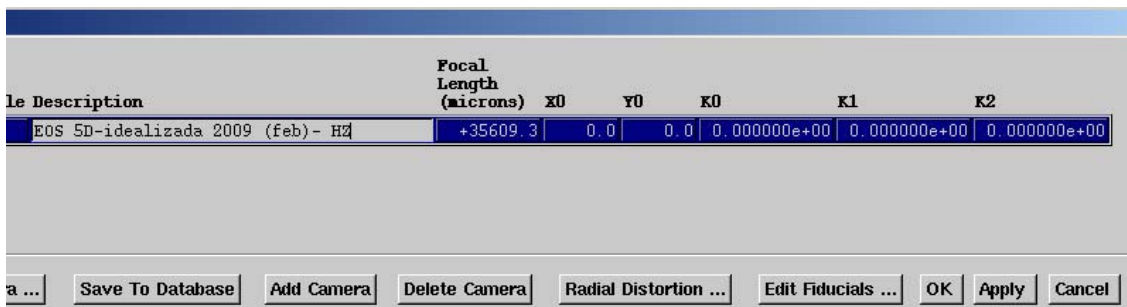 Focal
Length
le Description (microrns) X0 Y0 K0 K1 K2
EOS 5D-idealizada 2009 (feb)- HZ +35609.3 0.0 0.0 0.000000e+00 0.000000e+00 0.000000e+00
ra ... Save To Database Add Camera Delete Camera Radial Distortion ... Edit Fiducials ... OK Apply Cancel